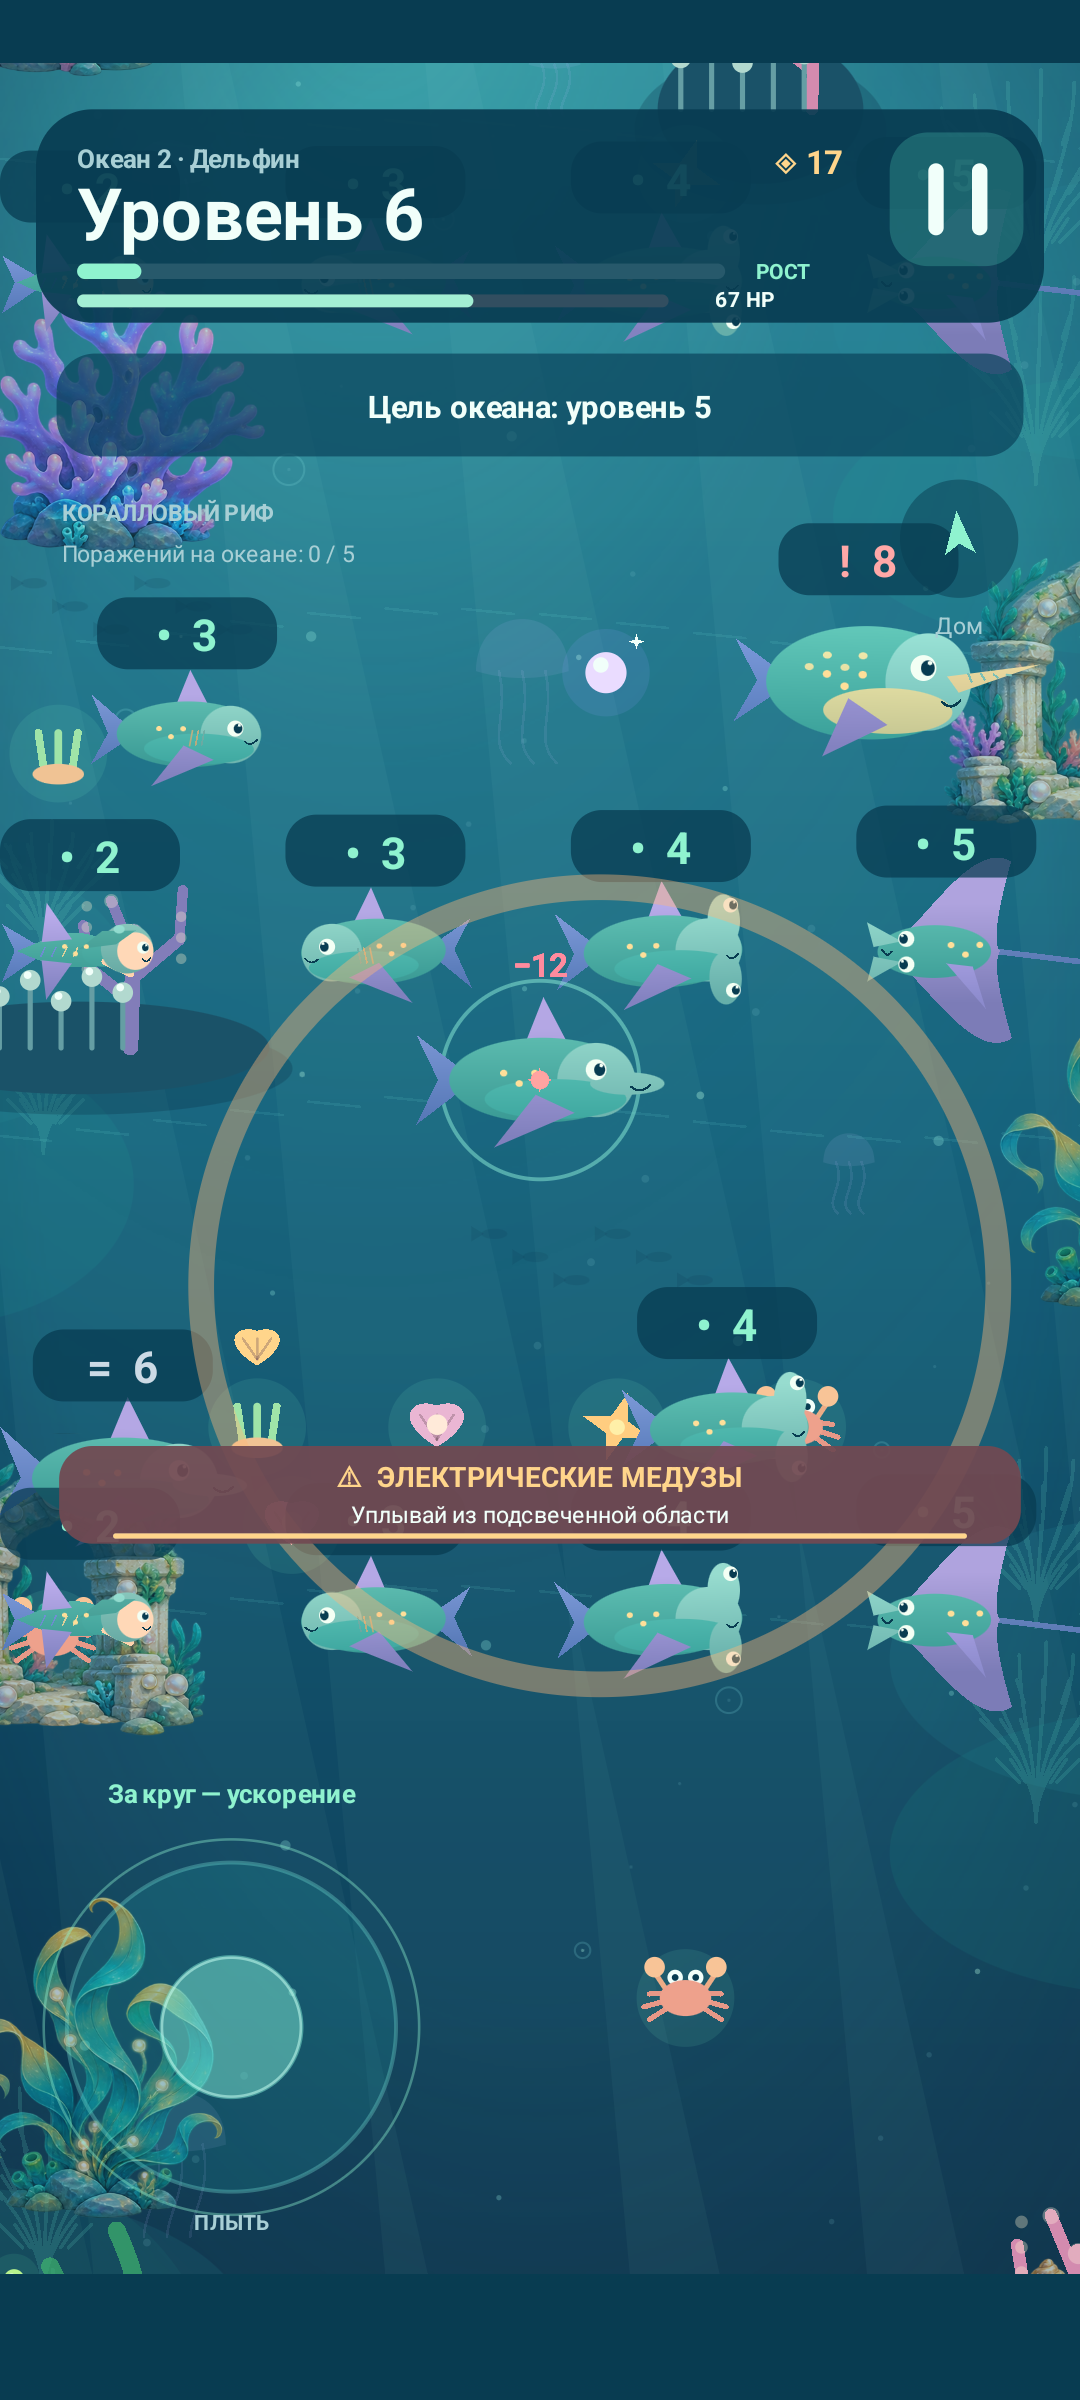 Океан 2 · Дельфин
17
Уровень 6
РОСТ
67 HP
Цель океана: уровень 5
КОРАЛЛОВЫЙ РИФ
Поражений на океане: 0 / 5
! 8
Дом
• 3
• 2
• 3
• 4
• 5
−12
• 4
= 6
⚠ ЭЛЕКТРИЧЕСКИЕ МЕДУЗЫ
Уплывай из подсвеченной области
За круг — ускорение
ПЛЫТЬ